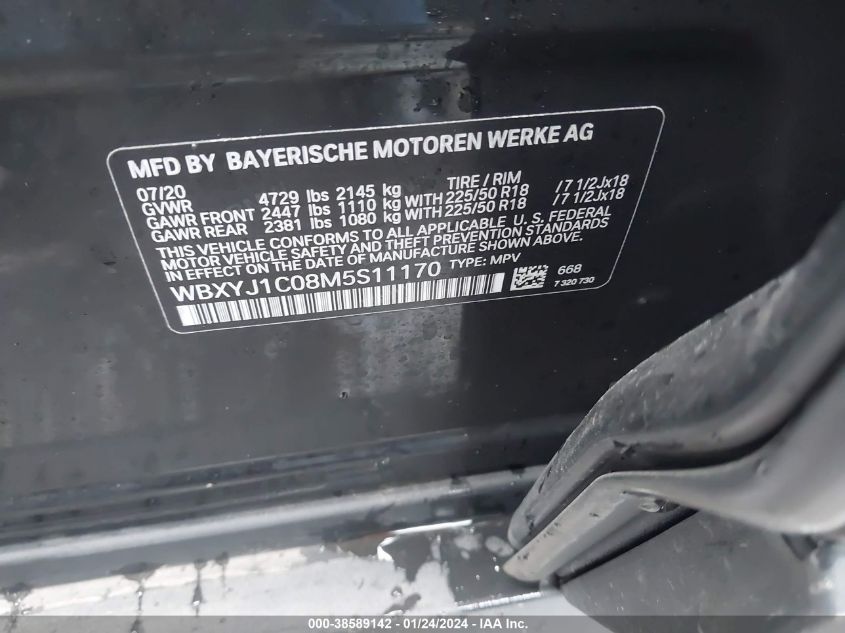 MFD BY BAYERISCHE MOTOREN WERKE AG
07/20 TIRE / RIM
GVWR 4729 lbs 2145 kg
GAWR FRONT 2447 lbs 1110 kg WITH 225/50 R18 /7 1/2Jx18
GAWR REAR 2381 lbs 1080 kg WITH 225/50 R18 /7 1/2Jx18
THIS VEHICLE CONFORMS TO ALL APPLICABLE U. S. FEDERAL
MOTOR VEHICLE SAFETY AND THEFT PREVENTION STANDARDS
IN EFFECT ON THE DATE OF MANUFACTURE SHOWN ABOVE.
WBXYJ1C08M5S11170 TYPE: MPV 668
7 320 730
000-38589142 - 01/24/2024 - IAAI Inc.